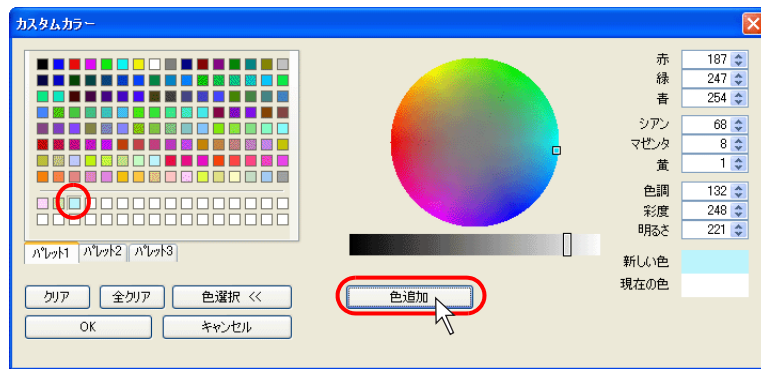 カスタムカラー
パレット1 パレット2 パレット3
クリア 全クリア 色選択 <<
OK キャンセル
色追加
赤 187
緑 247
青 254
シアン 68
マゼンタ 8
黄 1
色調 132
彩度 248
明るさ 221
新しい色
現在の色